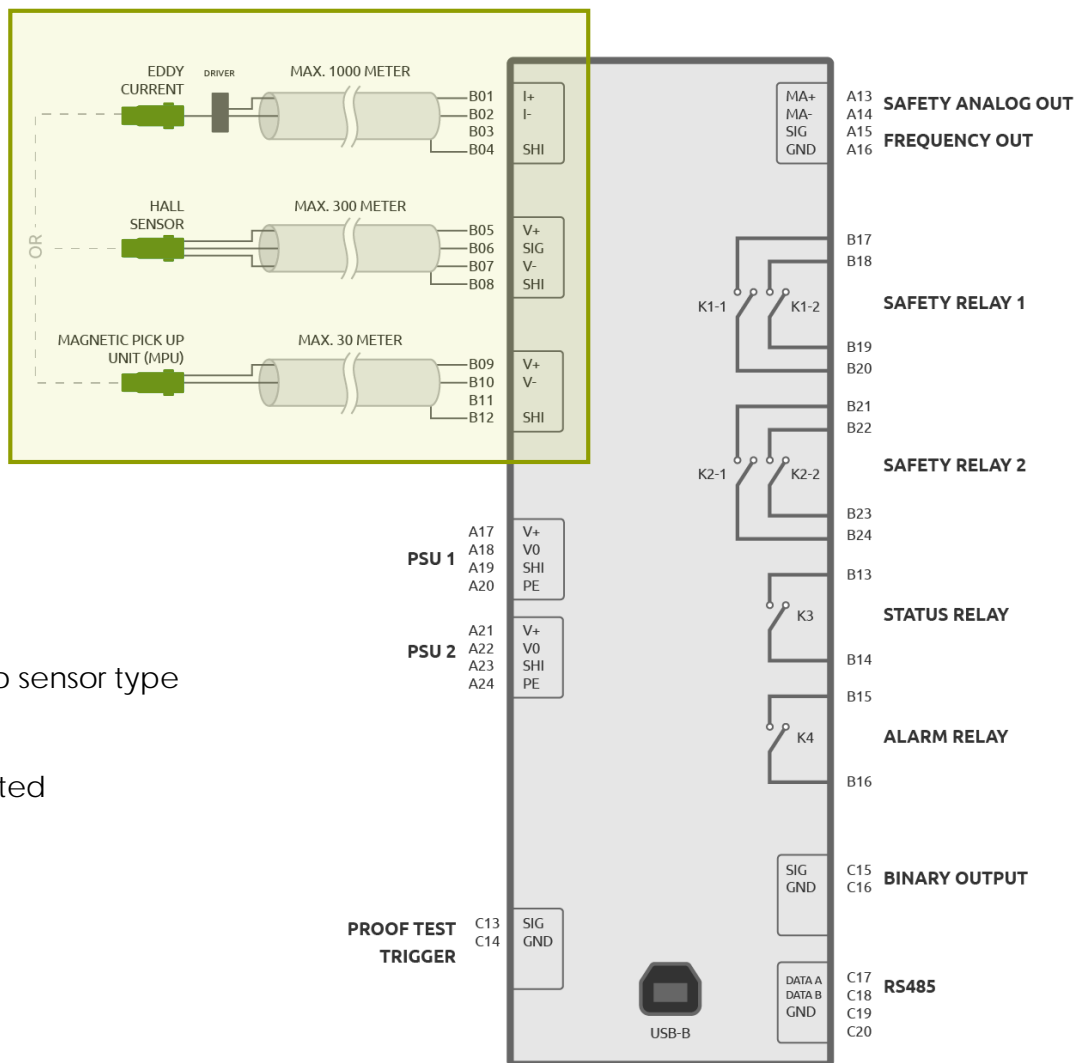 EDDY
CURRENT
DRIVER
MAX. 1000 METER
B01 I+
B02 I-
B03
B04 SHI
HALL
SENSOR
MAX. 300 METER
B05 V+
B06 SIG
B07 V-
B08 SHI
OR
MAGNETIC PICK UP
UNIT (MPU)
MAX. 30 METER
B09 V+
B10 V-
B11
B12 SHI
PSU 1
A17 V+
A18 V0
A19 SHI
A20 PE
PSU 2
A21 V+
A22 V0
A23 SHI
A24 PE
o sensor type
ted
PROOF TEST
TRIGGER
C13 SIG
C14 GND
USB-B
MA+ A13 SAFETY ANALOG OUT
MA- A14
SIG A15 FREQUENCY OUT
GND A16
B17
B18
K1-1 K1-2 SAFETY RELAY 1
B19
B20
B21
B22
K2-1 K2-2 SAFETY RELAY 2
B23
B24
B13
K3 STATUS RELAY
B14
B15
K4 ALARM RELAY
B16
SIG C15 BINARY OUTPUT
GND C16
DATA A C17 RS485
DATA B C18
GND C19
C20